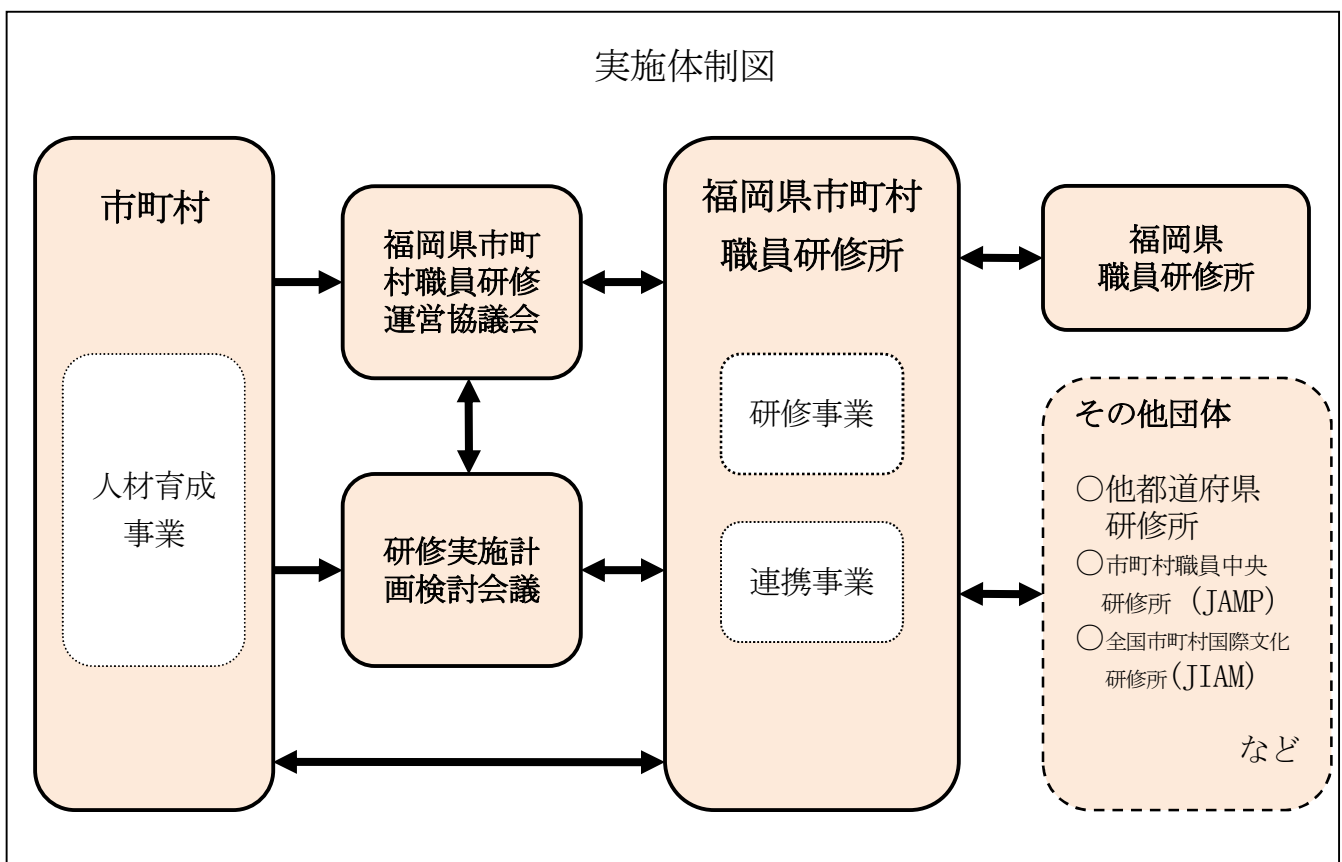 実施体制図
市町村
人材育成
事業
福岡県市町
村職員研修
運営協議会
研修実施計
画検討会議
福岡県市町村
職員研修所
研修事業
連携事業
福岡県
職員研修所
その他団体
○他都道府県
研修所
○市町村職員中央
研修所 (JAMP)
○全国市町村国際文化
研修所(JIAM)
など